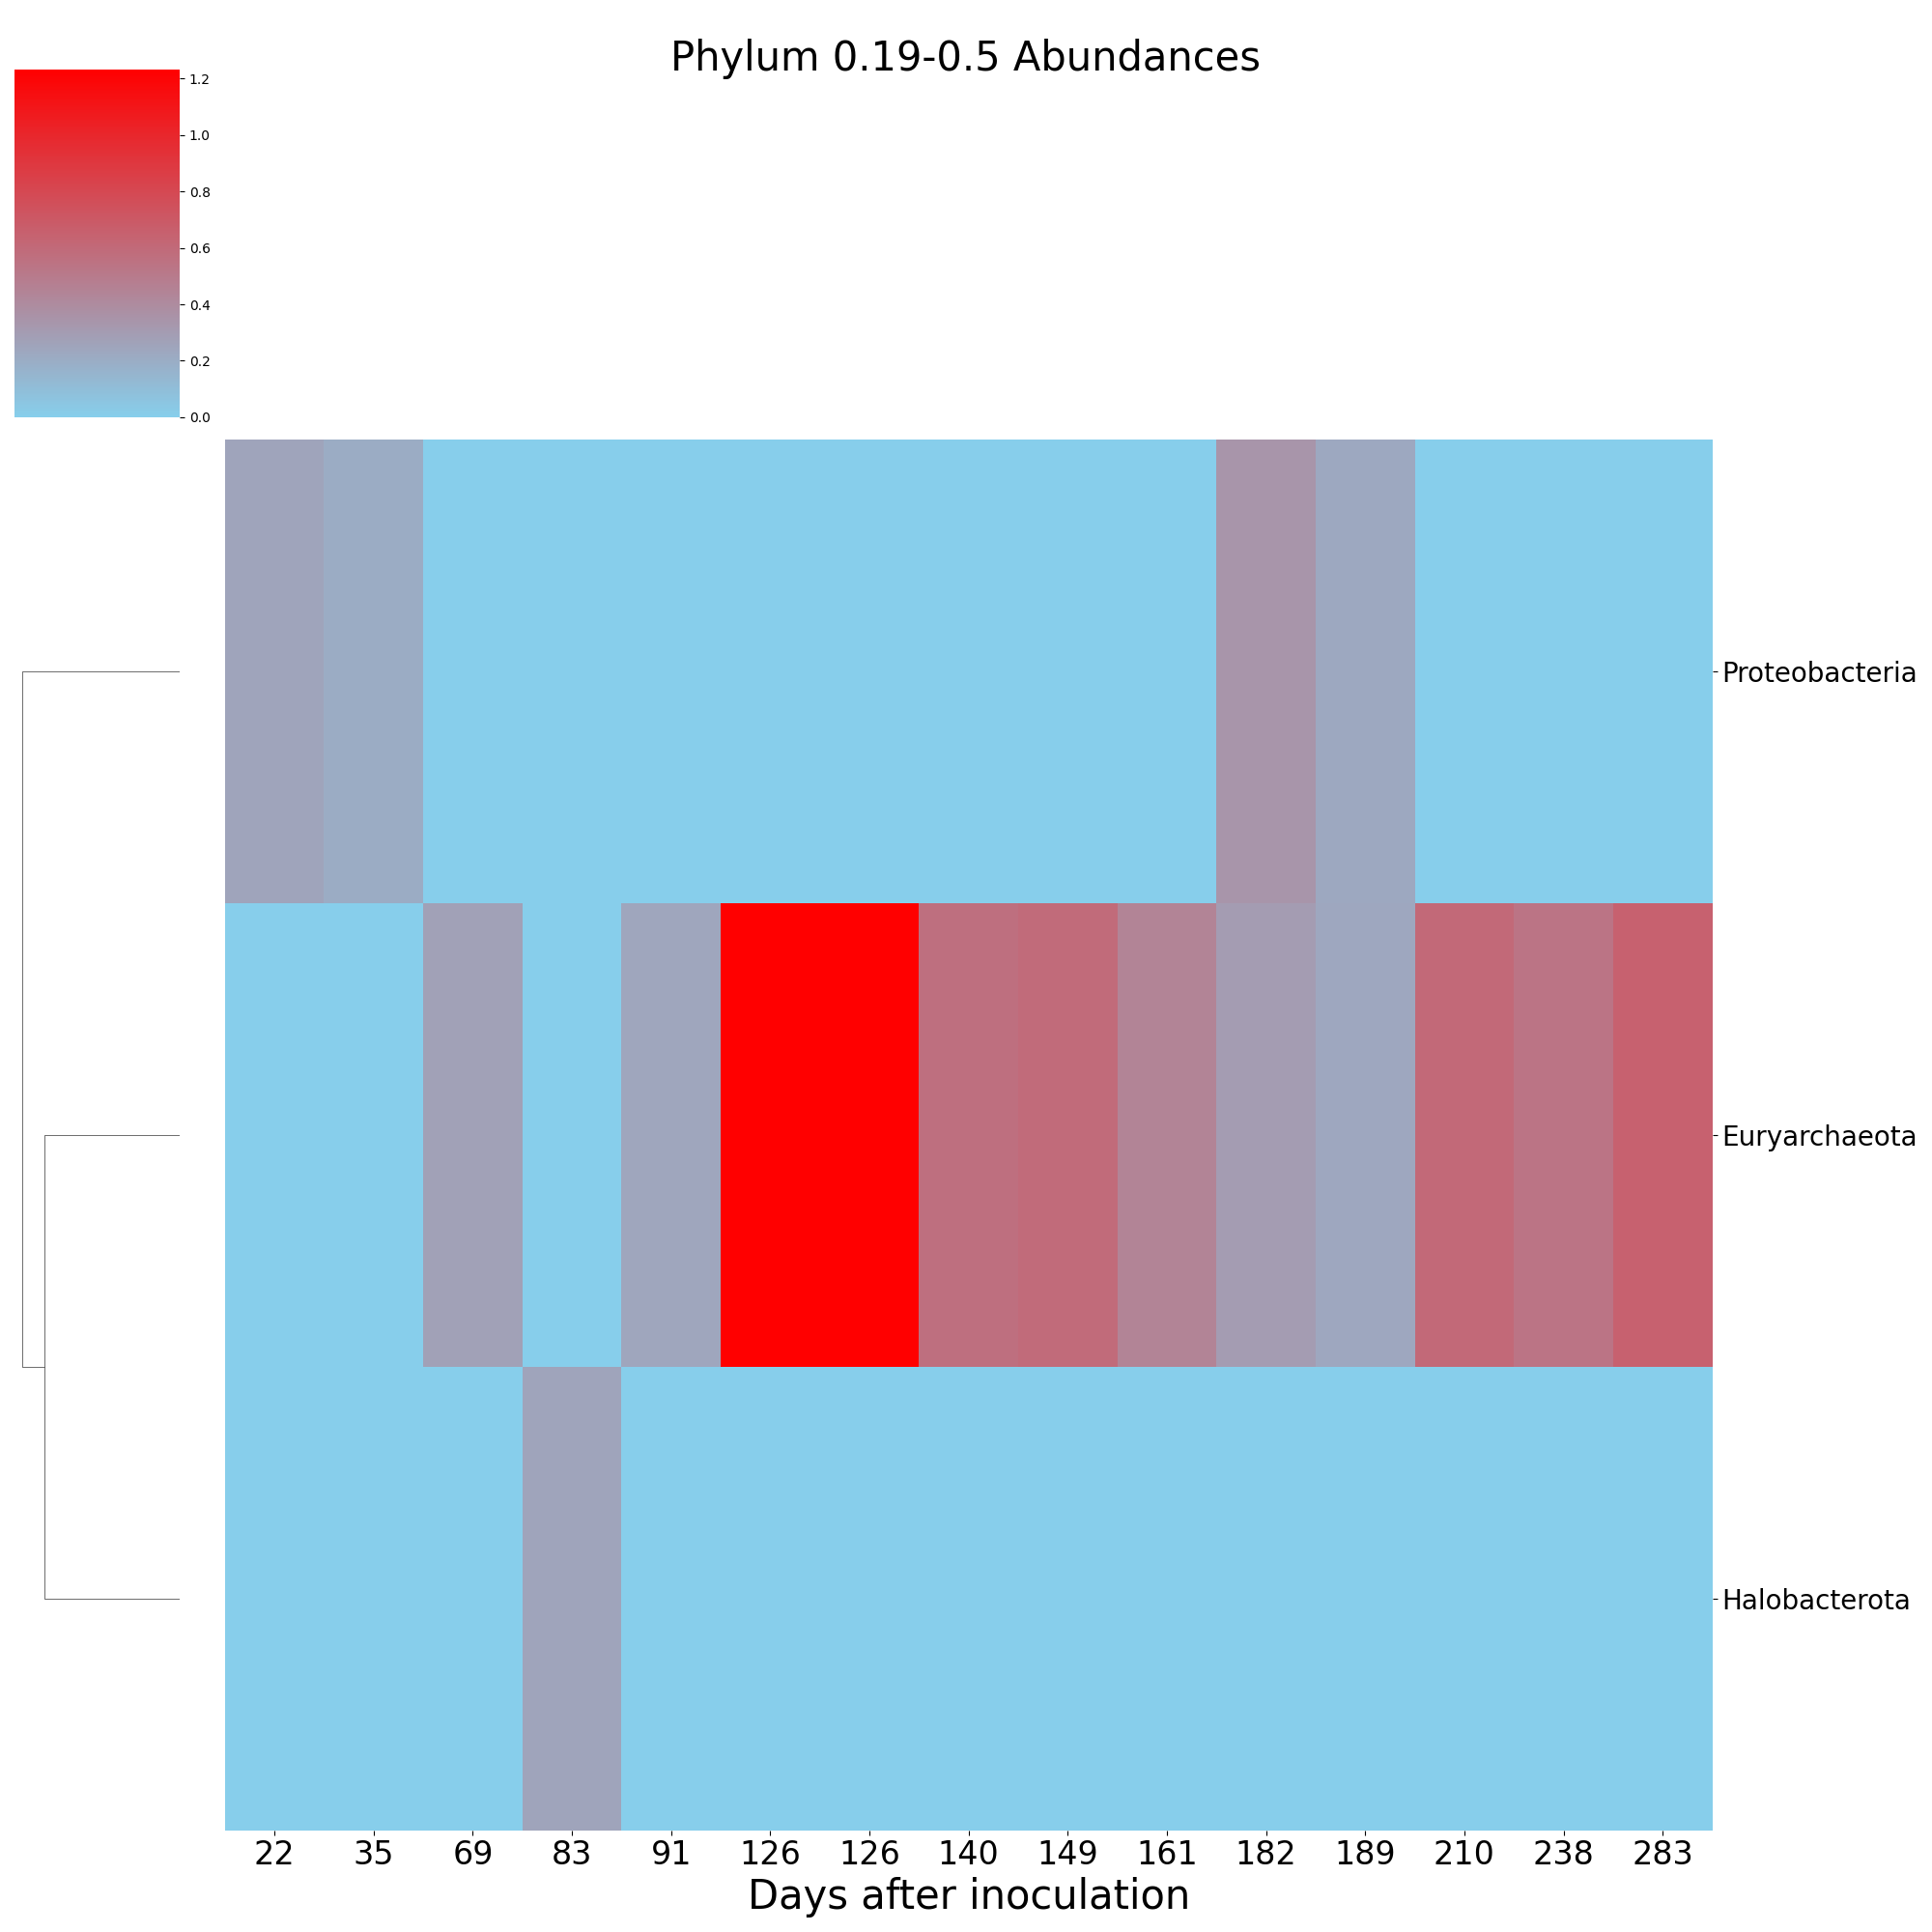 Phylum 0.19-0.5 Abundances
1.2
1.0
0.8
0.6
0.4
0.2
0.0
Proteobacteria
Euryarchaeota
Halobacterota
22 35 69 83 91 126 126 140 149 161 182 189 210 238 283
Days after inoculation